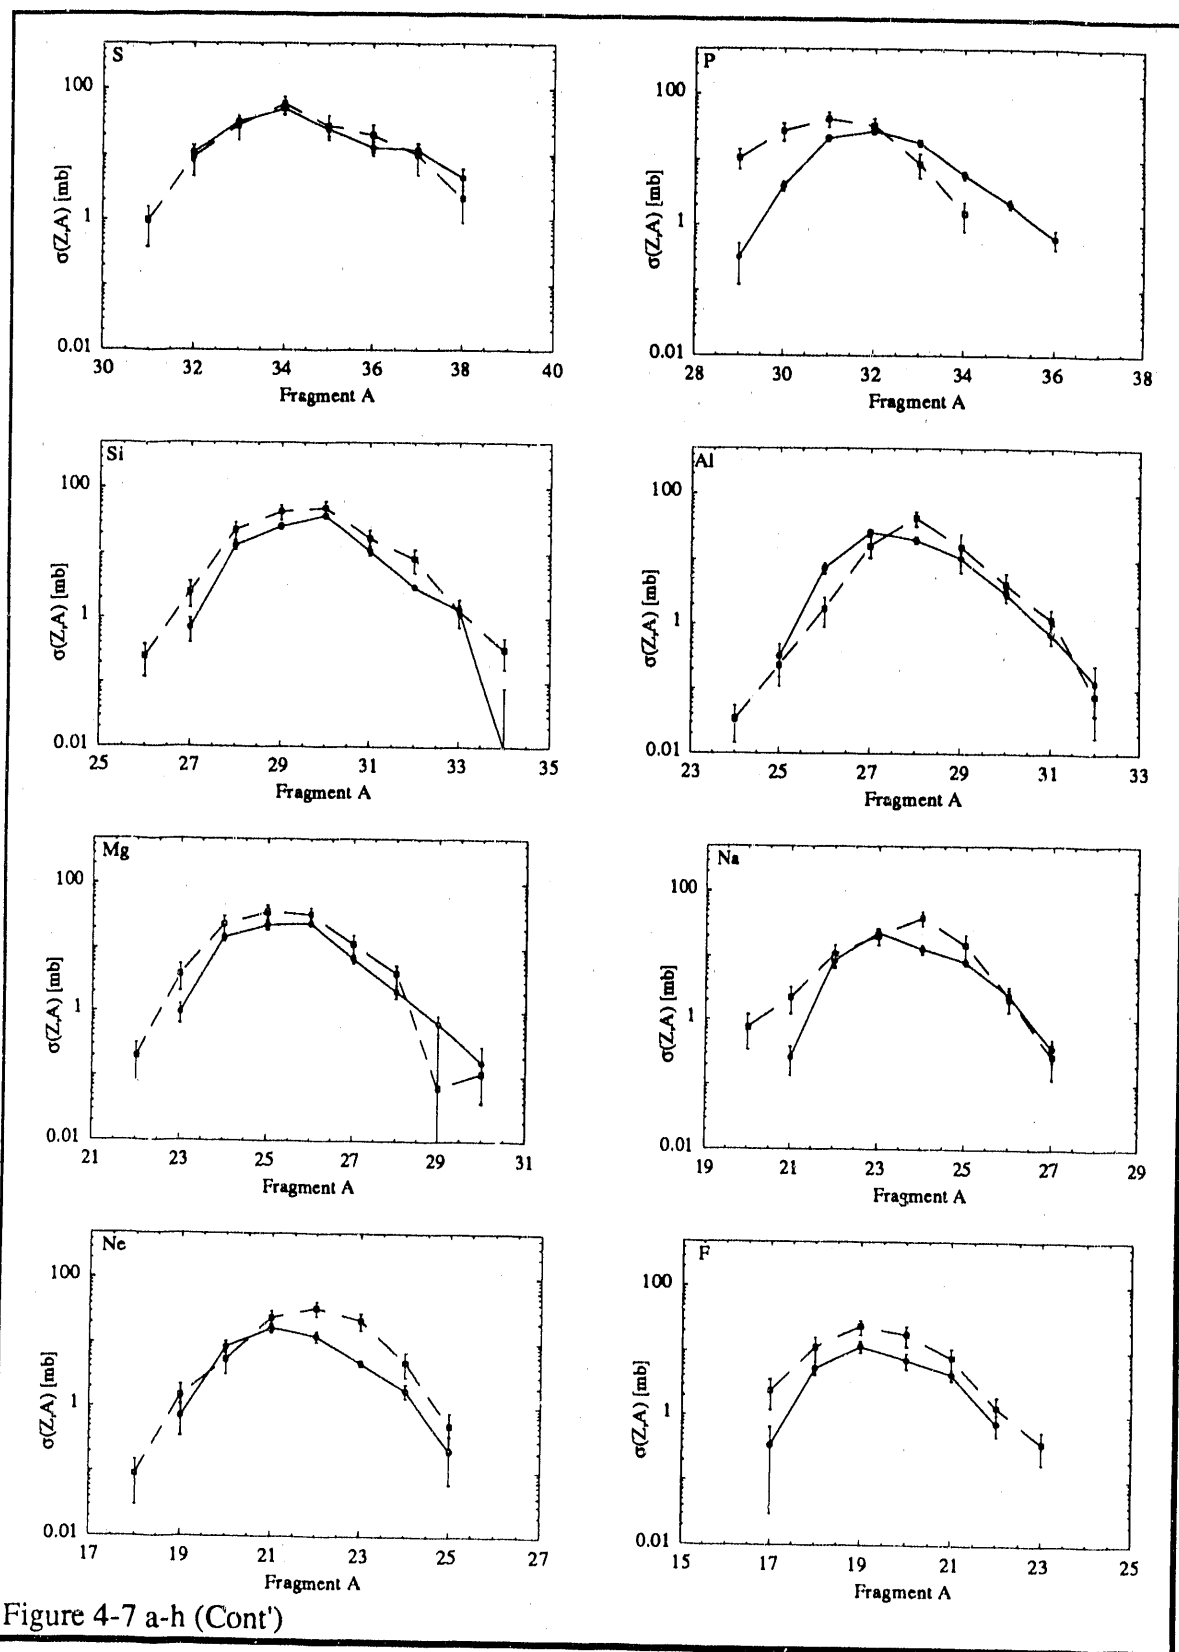 S
σ(Z,A) [mb]
100
1
0.01
30 32 34 36 38 40
Fragment A
P
σ(Z,A) [mb]
100
1
0.01
28 30 32 34 36 38
Fragment A
Si
σ(Z,A) [mb]
100
1
0.01
25 27 29 31 33 35
Fragment A
Al
σ(Z,A) [mb]
100
1
0.01
23 25 27 29 31 33
Fragment A
Mg
σ(Z,A) [mb]
100
1
0.01
21 23 25 27 29 31
Fragment A
Na
σ(Z,A) [mb]
100
1
0.01
19 21 23 25 27 29
Fragment A
Ne
σ(Z,A) [mb]
100
1
0.01
17 19 21 23 25 27
Fragment A
F
σ(Z,A) [mb]
100
1
0.01
15 17 19 21 23 25
Fragment A
Figure 4-7 a-h (Cont')